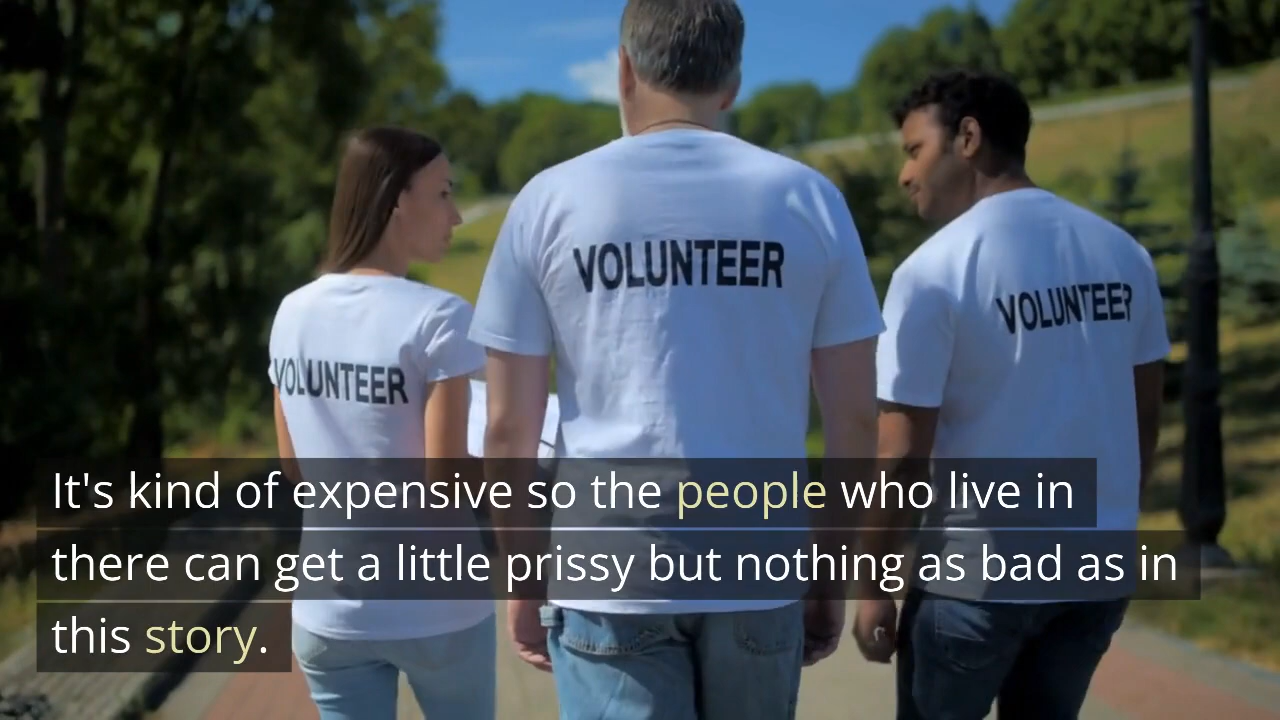 VOLUNTEER
VOLUNTEER
VOLUNTEER
It's kind of expensive so the people who live in
there can get a little prissy but nothing as bad as in
this story.